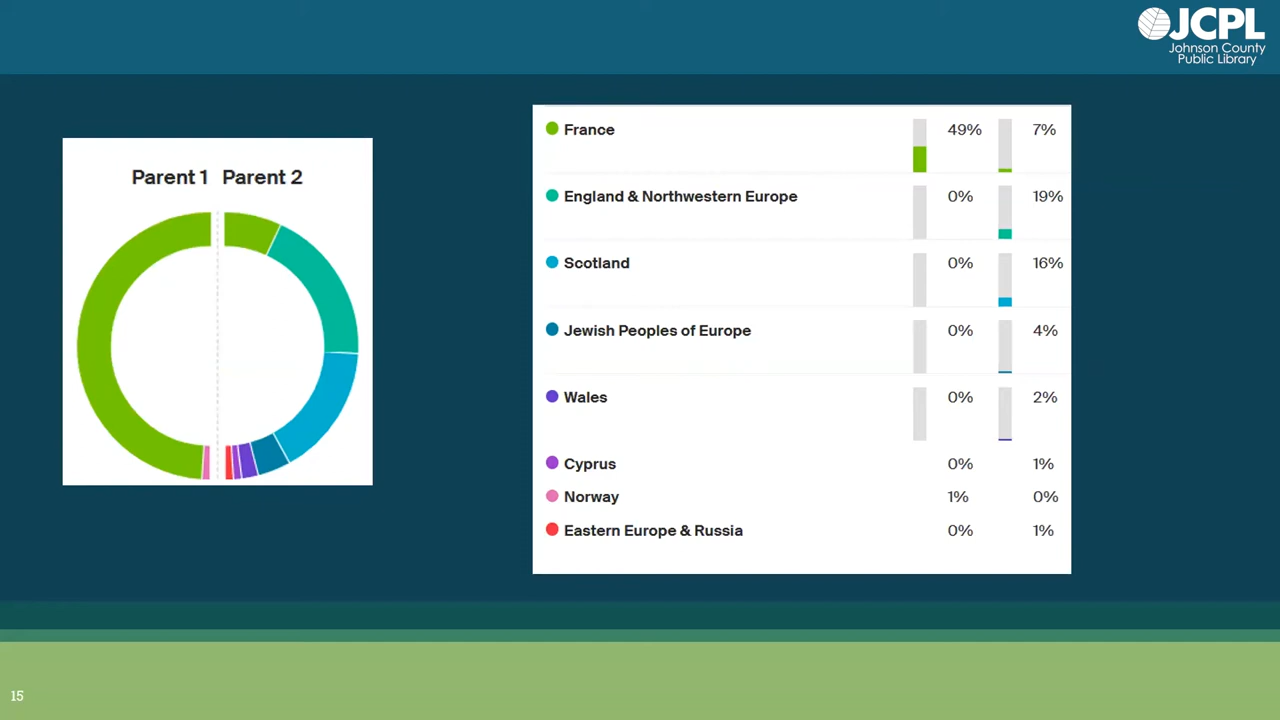 JCPL
Johnson County
Public Library
Parent 1 Parent 2
France 49% 7%
England & Northwestern Europe 0% 19%
Scotland 0% 16%
Jewish Peoples of Europe 0% 4%
Wales 0% 2%
Cyprus 0% 1%
Norway 1% 0%
Eastern Europe & Russia 0% 1%
15